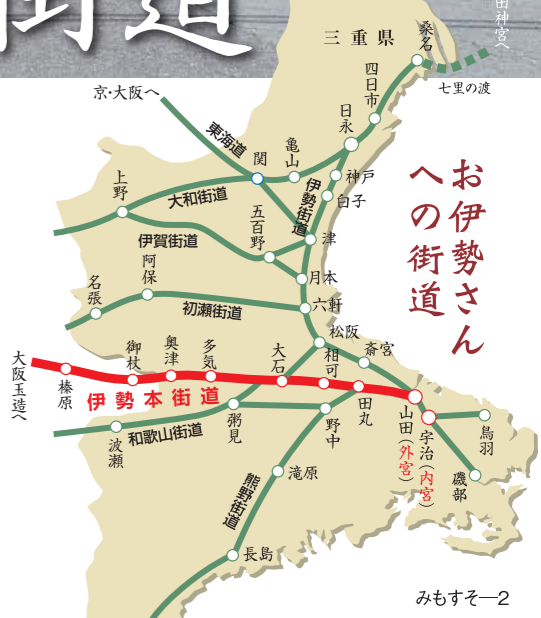 街道
田神宮へ
三重県
桑名
七里の渡
四日市
京・大阪へ
日永
東海道
亀山
関
神戸
白子
伊勢街道
お伊勢さん
への街道
上野
大和街道
五百野
津
伊賀街道
阿保
月本
名張
六軒
初瀬街道
松阪
斎宮
相可
大石
多気
奥津
御杖
榛原
大阪玉造へ
伊勢本街道
田丸
山田(外宮)
宇治(内宮)
鳥羽
磯部
野中
粥見
和歌山街道
波瀬
滝原
熊野街道
長島
みもすそ―2